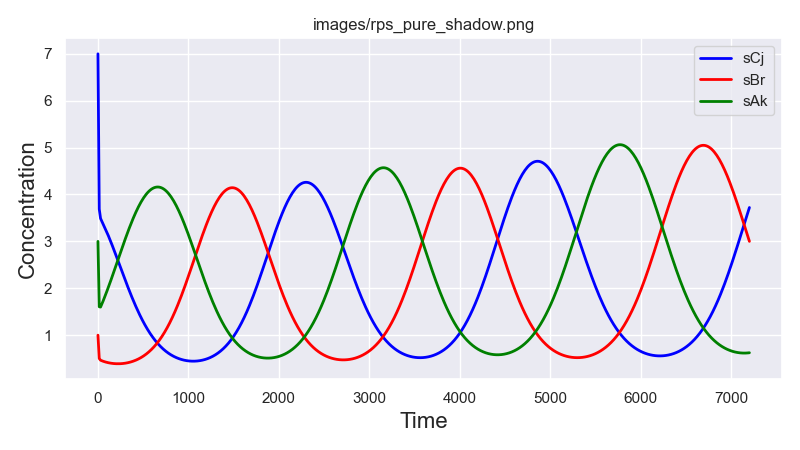 images/rps_pure_shadow.png
7
6
5
4
3
2
1
Concentration
sCj
sBr
sAk
0 1000 2000 3000 4000 5000 6000 7000
Time